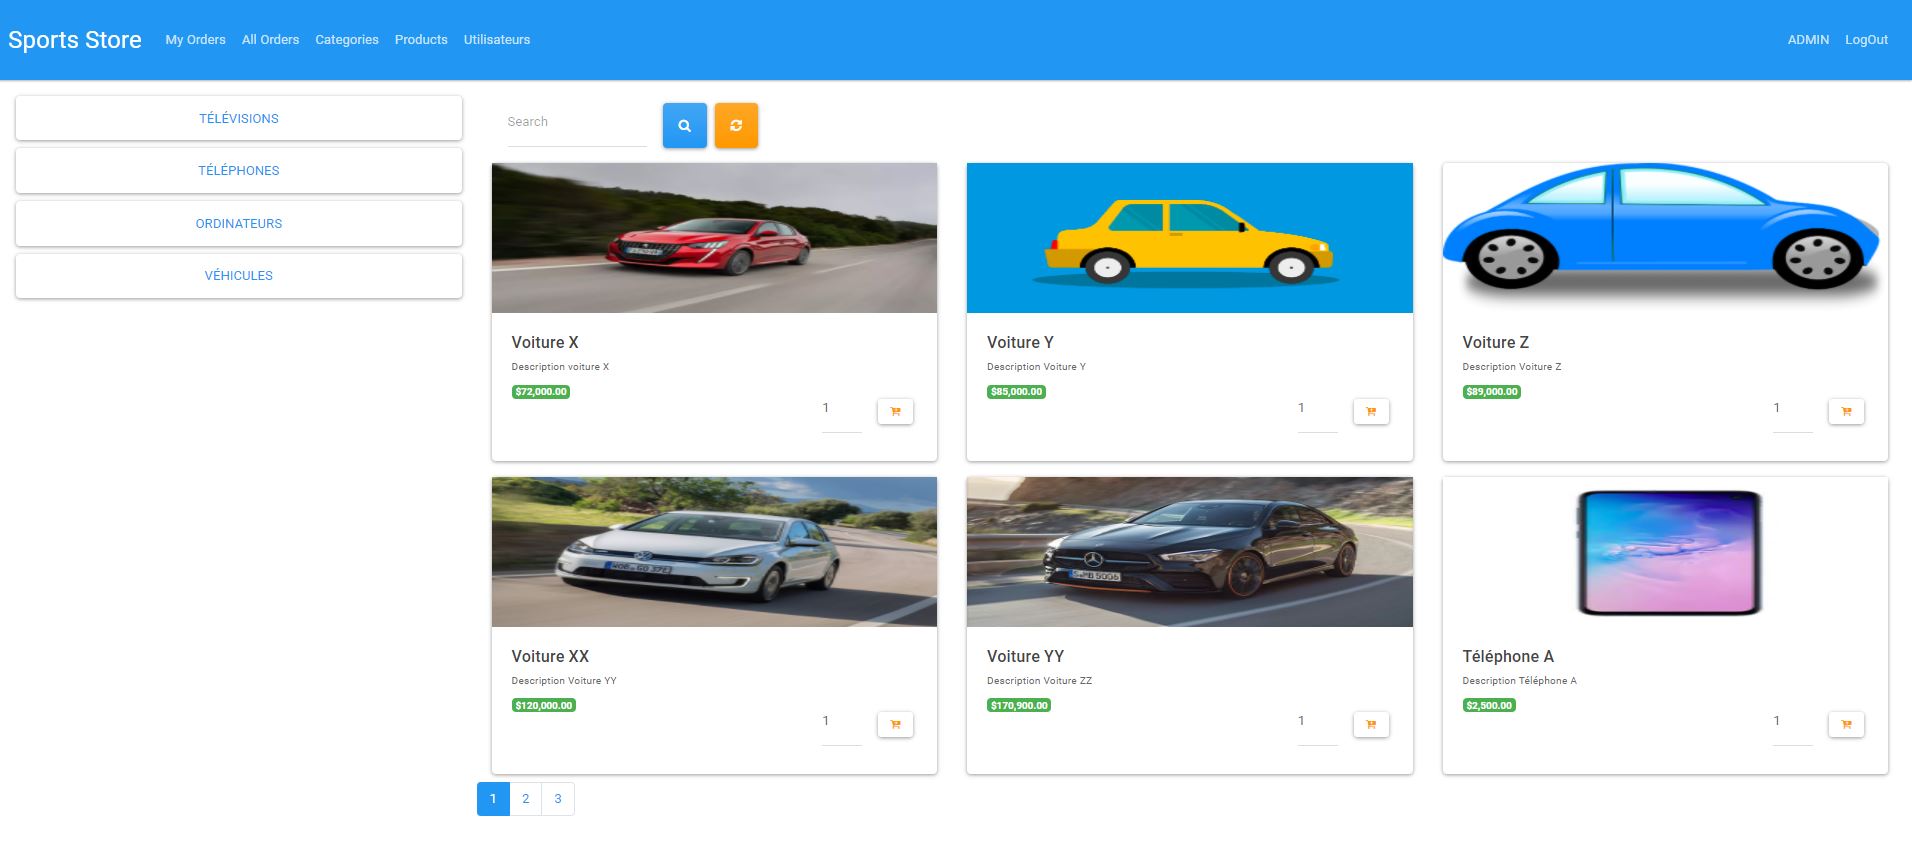 Sports Store My Orders All Orders Categories Products Utilisateurs ADMIN LogOut
TÉLÉVISIONS
TÉLÉPHONES
ORDINATEURS
VÉHICULES
Search
Voiture X
Description voiture X
$72,000.00
1
Voiture Y
Description Voiture Y
$85,000.00
1
Voiture Z
Description Voiture Z
$89,000.00
1
Voiture XX
Description Voiture YY
$120,000.00
1
Voiture YY
Description Voiture ZZ
$170,900.00
1
Téléphone A
Description Téléphone A
$2,500.00
1
1 2 3